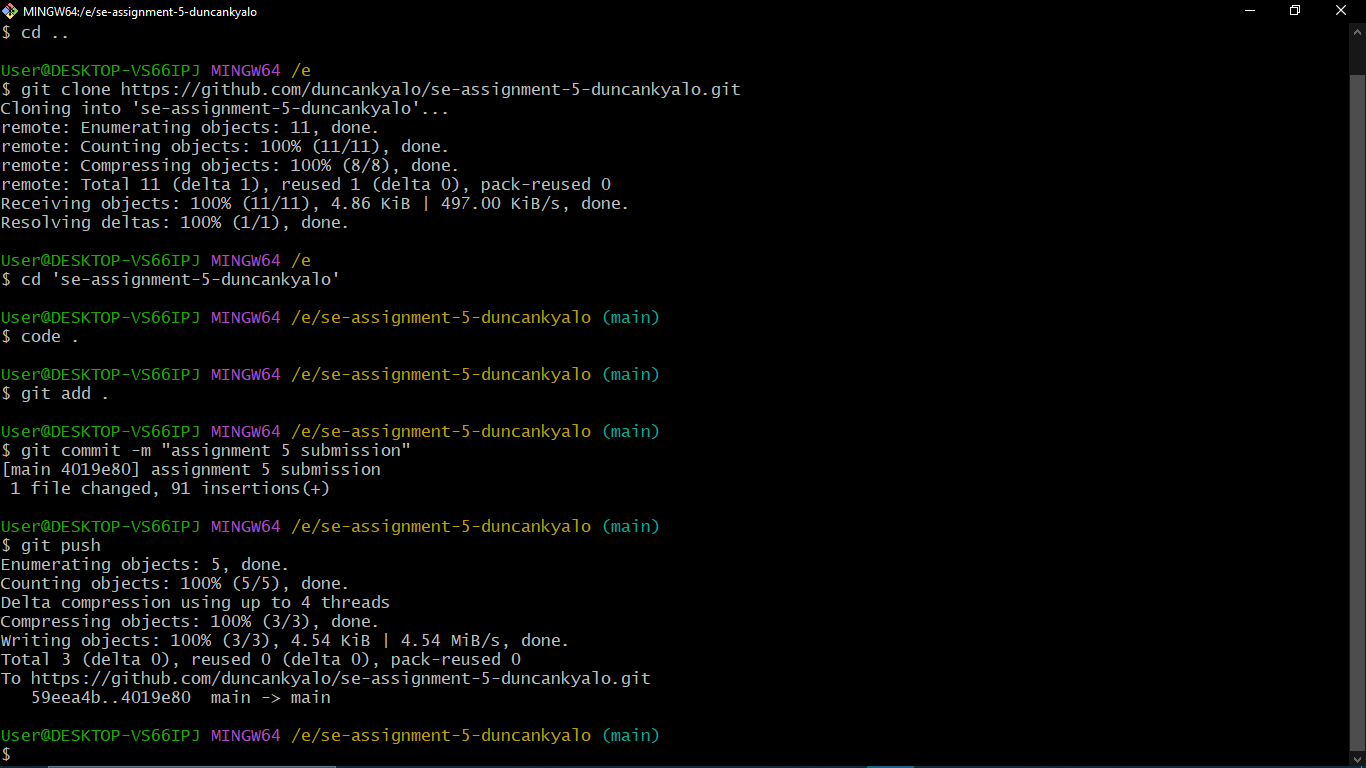 MINGW64:/e/se-assignment-5-duncankyalo
$ cd ..
User@DESKTOP-VS66IPJ MINGW64 /e
$ git clone https://github.com/duncankyalo/se-assignment-5-duncankyalo.git
Cloning into 'se-assignment-5-duncankyalo'...
remote: Enumerating objects: 11, done.
remote: Counting objects: 100% (11/11), done.
remote: Compressing objects: 100% (8/8), done.
remote: Total 11 (delta 1), reused 1 (delta 0), pack-reused 0
Receiving objects: 100% (11/11), 4.86 KiB | 497.00 KiB/s, done.
Resolving deltas: 100% (1/1), done.
User@DESKTOP-VS66IPJ MINGW64 /e
$ cd 'se-assignment-5-duncankyalo'
User@DESKTOP-VS66IPJ MINGW64 /e/se-assignment-5-duncankyalo (main)
$ code .
User@DESKTOP-VS66IPJ MINGW64 /e/se-assignment-5-duncankyalo (main)
$ git add .
User@DESKTOP-VS66IPJ MINGW64 /e/se-assignment-5-duncankyalo (main)
$ git commit -m "assignment 5 submission"
[main 4019e80] assignment 5 submission
 1 file changed, 91 insertions(+)
User@DESKTOP-VS66IPJ MINGW64 /e/se-assignment-5-duncankyalo (main)
$ git push
Enumerating objects: 5, done.
Counting objects: 100% (5/5), done.
Delta compression using up to 4 threads
Compressing objects: 100% (3/3), done.
Writing objects: 100% (3/3), 4.54 KiB | 4.54 MiB/s, done.
Total 3 (delta 0), reused 0 (delta 0), pack-reused 0
To https://github.com/duncankyalo/se-assignment-5-duncankyalo.git
   59eea4b..4019e80  main -> main
User@DESKTOP-VS66IPJ MINGW64 /e/se-assignment-5-duncankyalo (main)
$